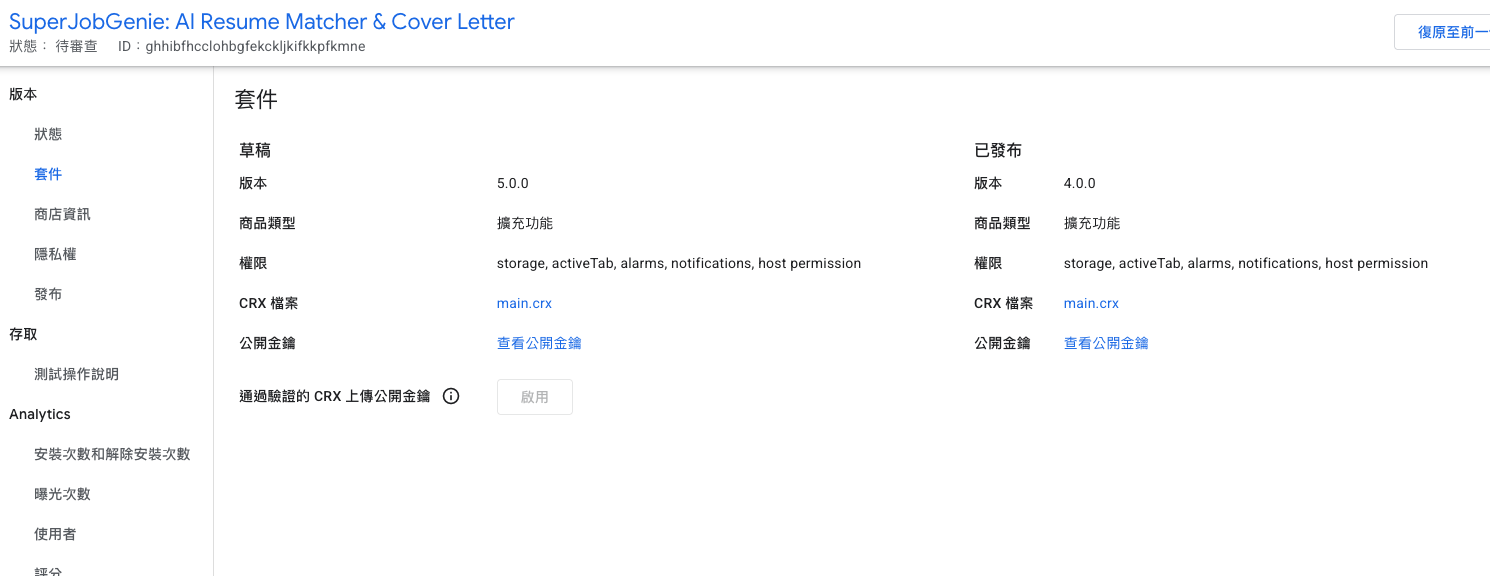 SuperJobGenie: AI Resume Matcher & Cover Letter
狀態： 待審查 ID：ghhibfhcclohbgfekckljkifkkpfkmne
復原至前一
版本
狀態
套件
商店資訊
隱私權
發布
存取
測試操作說明
Analytics
安裝次數和解除安裝次數
曝光次數
使用者
評分
套件
草稿
版本 5.0.0
商品類型 擴充功能
權限 storage, activeTab, alarms, notifications, host permission
CRX 檔案 main.crx
公開金鑰 查看公開金鑰
通過驗證的 CRX 上傳公開金鑰 啟用
已發布
版本 4.0.0
商品類型 擴充功能
權限 storage, activeTab, alarms, notifications, host permission
CRX 檔案 main.crx
公開金鑰 查看公開金鑰